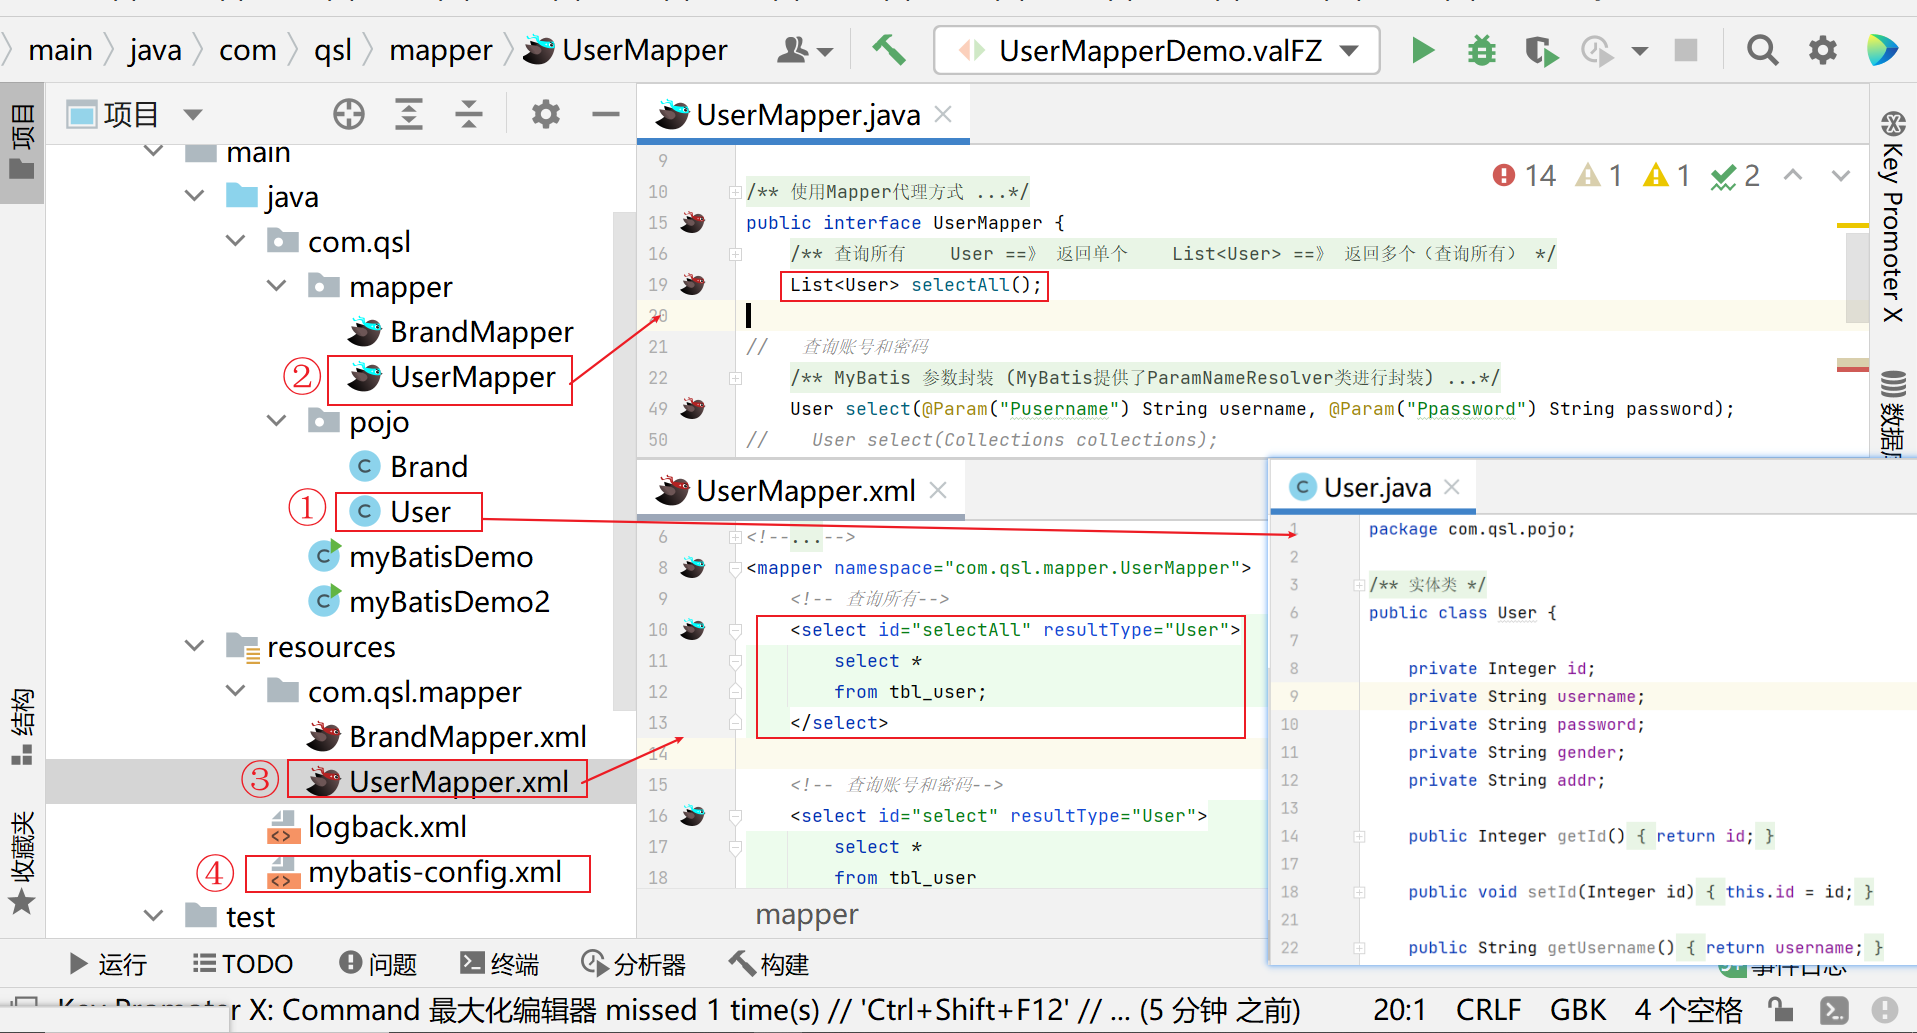 main java com qsl mapper UserMapper
UserMapperDemo.valFZ
项目
项目
结构
收藏夹
main
java
com.qsl
mapper
BrandMapper
② UserMapper
pojo
Brand
① User
myBatisDemo
myBatisDemo2
resources
com.qsl.mapper
BrandMapper.xml
③ UserMapper.xml
logback.xml
④ mybatis-config.xml
test
UserMapper.java
14 1 1 2
9
10 /** 使用Mapper代理方式 ...*/
15 public interface UserMapper {
16 /** 查询所有 User ==》 返回单个 List<User> ==》 返回多个（查询所有） */
19 List<User> selectAll();
20
21 // 查询账号和密码
22 /** MyBatis 参数封装 (MyBatis提供了ParamNameResolver类进行封装) ...*/
49 User select(@Param("Pusername") String username, @Param("Ppassword") String password);
50 // User select(Collections collections);
UserMapper.xml
6 <!--...-->
8 <mapper namespace="com.qsl.mapper.UserMapper">
9 <!-- 查询所有-->
10 <select id="selectAll" resultType="User">
11 select *
12 from tbl_user;
13 </select>
14
15 <!-- 查询账号和密码-->
16 <select id="select" resultType="User">
17 select *
18 from tbl_user
mapper
User.java
1 package com.qsl.pojo;
2
3 /** 实体类 */
6 public class User {
7
8 private Integer id;
9 private String username;
10 private String password;
11 private String gender;
12 private String addr;
13
14 public Integer getId() { return id; }
17
18 public void setId(Integer id) { this.id = id; }
21
22 public String getUsername() { return username; }
Key Promoter X
数据库
运行 TODO 问题 终端 分析器 构建 事件日志
Key Promoter X: Command 最大化编辑器 missed 1 time(s) // 'Ctrl+Shift+F12' // ... (5 分钟 之前) 20:1 CRLF GBK 4 个空格